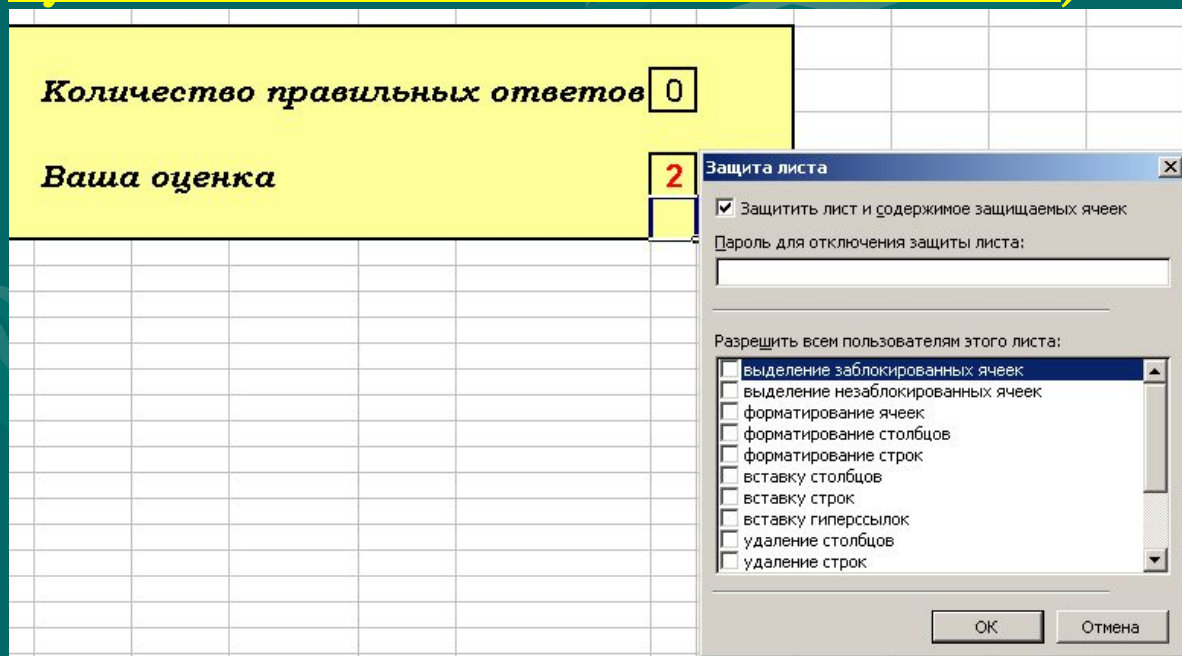 Количество правильных ответов 0
Ваша оценка 2
Защита листа
Защитить лист и содержимое защищаемых ячеек
Пароль для отключения защиты листа:
Разрешить всем пользователям этого листа:
выделение заблокированных ячеек
выделение незаблокированных ячеек
форматирование ячеек
форматирование столбцов
форматирование строк
вставку столбцов
вставку строк
вставку гиперссылок
удаление столбцов
удаление строк
ОК Отмена